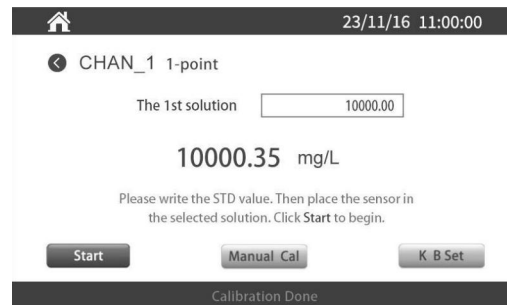 23/11/16 11:00:00
CHAN_1 1-point
The 1st solution 10000.00
10000.35 mg/L
Please write the STD value. Then place the sensor in
the selected solution. Click Start to begin.
Start Manual Cal K B Set
Calibration Done